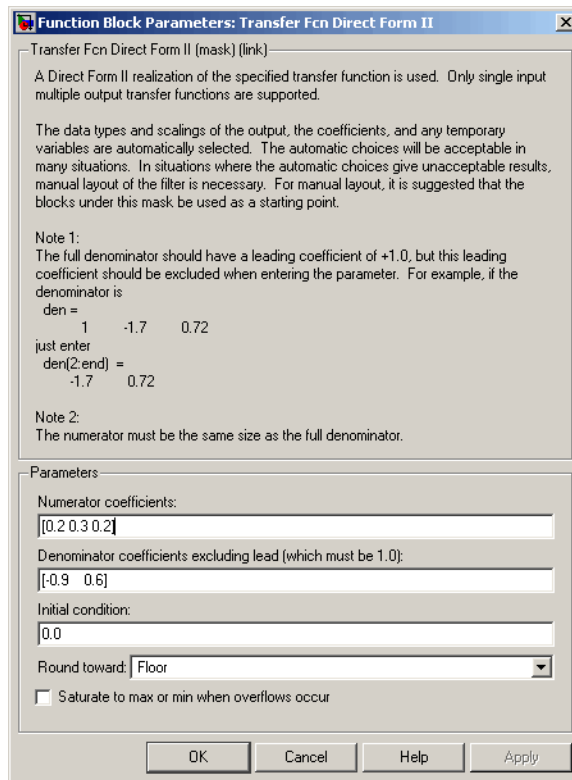 Function Block Parameters: Transfer Fcn Direct Form II
Transfer Fcn Direct Form II (mask) (link)
A Direct Form II realization of the specified transfer function is used.  Only single input
multiple output transfer functions are supported.
The data types and scalings of the output, the coefficients, and any temporary
variables are automatically selected.  The automatic choices will be acceptable in
many situations.  In situations where the automatic choices give unacceptable results,
manual layout of the filter is necessary.  For manual layout, it is suggested that the
blocks under this mask be used as a starting point.
Note 1:
The full denominator should have a leading coefficient of +1.0, but this leading
coefficient should be excluded when entering the parameter.  For example, if the
denominator is
den =
1 -1.7 0.72
just enter
den(2:end) =
-1.7 0.72
Note 2:
The numerator must be the same size as the full denominator.
Parameters
Numerator coefficients:
[0.2 0.3 0.2]
Denominator coefficients excluding lead (which must be 1.0):
[-0.9 0.6]
Initial condition:
0.0
Round toward: Floor
Saturate to max or min when overflows occur
OK Cancel Help Apply